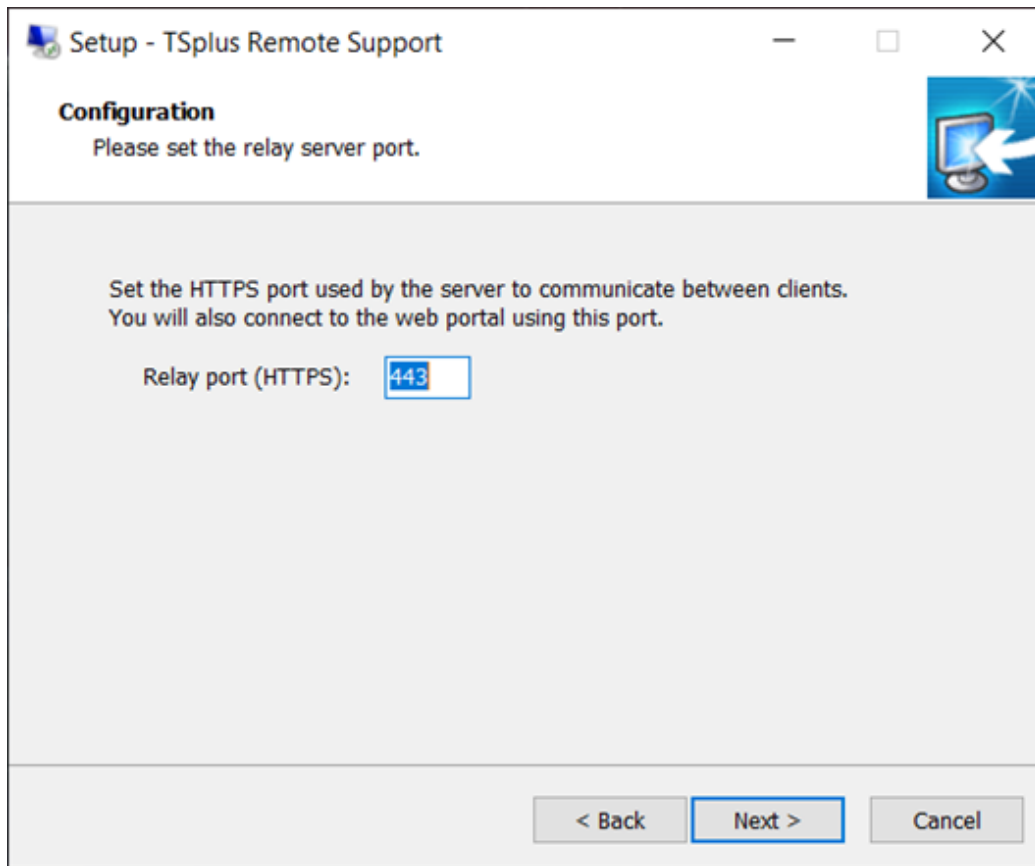 Setup - TSplus Remote Support
Configuration
Please set the relay server port.
Set the HTTPS port used by the server to communicate between clients.
You will also connect to the web portal using this port.
Relay port (HTTPS): 443
< Back Next > Cancel